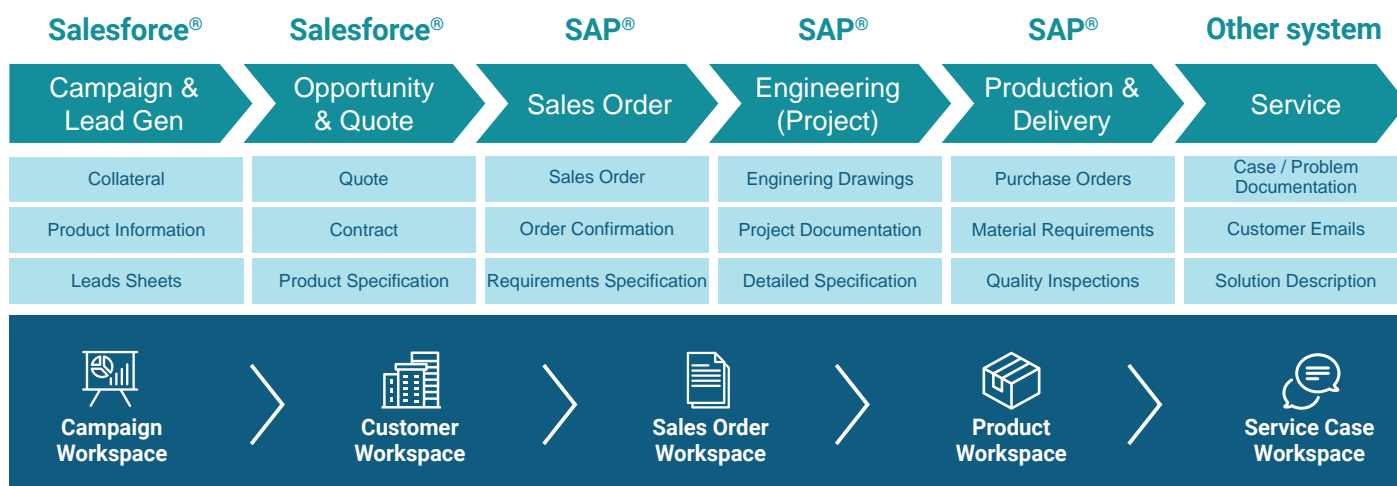 Salesforce®
Salesforce®
SAP®
SAP®
SAP®
Other system
Campaign &
Lead Gen
Opportunity
& Quote
Sales Order
Engineering
(Project)
Production &
Delivery
Service
Collateral
Quote
Sales Order
Enginering Drawings
Purchase Orders
Case / Problem
Documentation
Product Information
Contract
Order Confirmation
Project Documentation
Material Requirements
Customer Emails
Leads Sheets
Product Specification
Requirements Specification
Detailed Specification
Quality Inspections
Solution Description
Campaign
Workspace
Customer
Workspace
Sales Order
Workspace
Product
Workspace
Service Case
Workspace